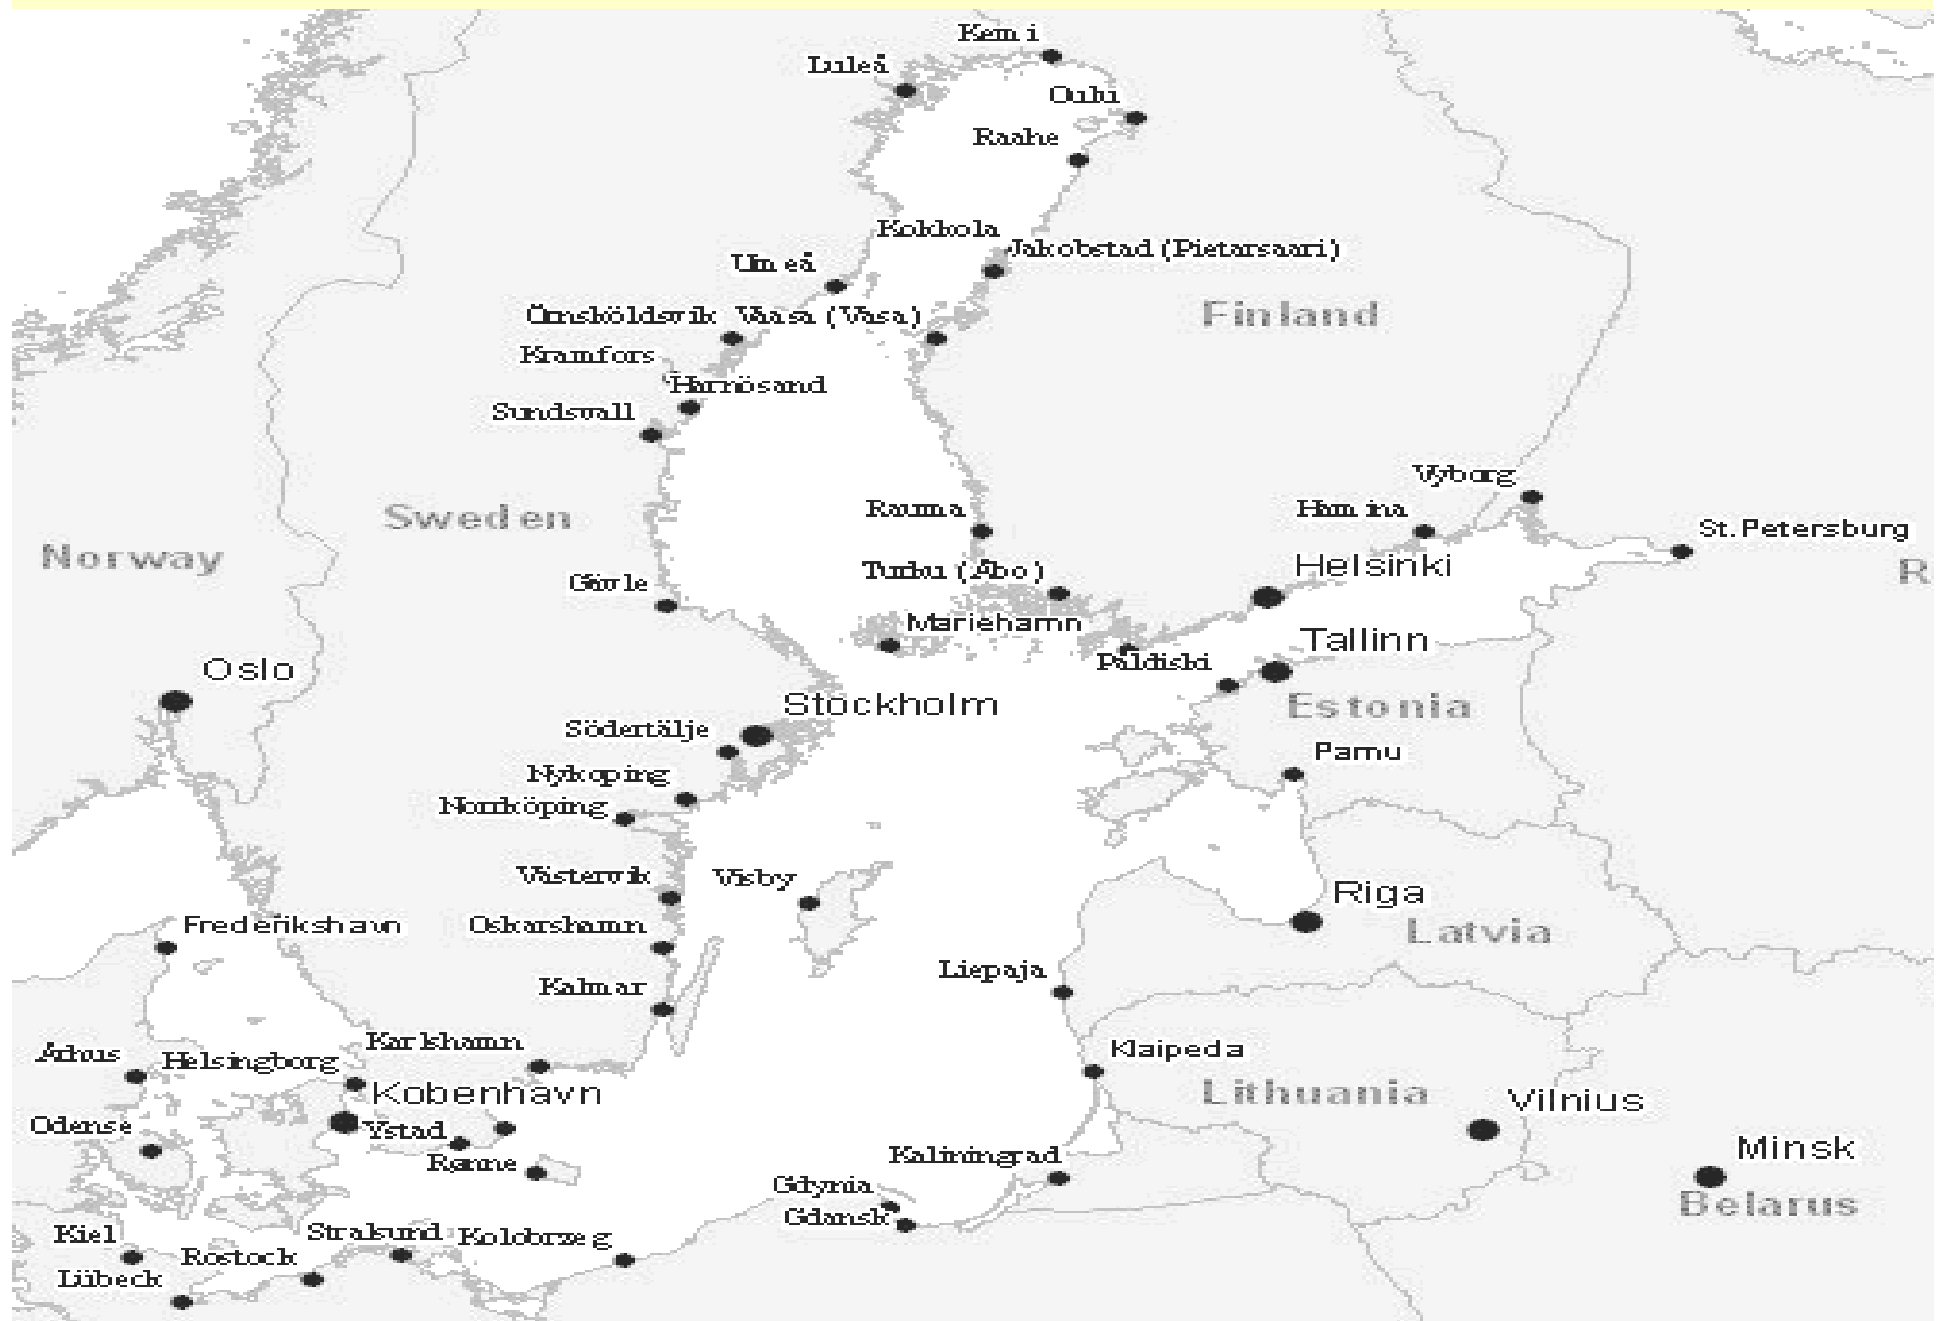 Kemi
Luleå
Oulu
Raahe
Kokkola
Jakobstad (Pietarsaari)
Umeå
Örnsköldsvik
Vaasa (Vasa)
Finland
Kramfors
Harnösand
Sundsvall
Vyborg
Rauma
Hamina
Sweden
St.Petersburg
Norway
Turku (Åbo)
Helsinki
R
Gävle
Mariehamn
Tallinn
Oslo
Paldiski
Stockholm
Estonia
Södertälje
Parnu
Nykoping
Norrköping
Västervik
Visby
Riga
Frederikshavn
Oskarshamn
Latvia
Liepaja
Kalmar
Karlshamn
Århus
Helsingborg
Klaipeda
Kobenhavn
Lithuania
Vilnius
Odense
Ystad
Rønne
Kaliningrad
Minsk
Gdynia
Belarus
Gdansk
Kiel
Stralsund
Kolobrzeg
Rostock
Lübeck